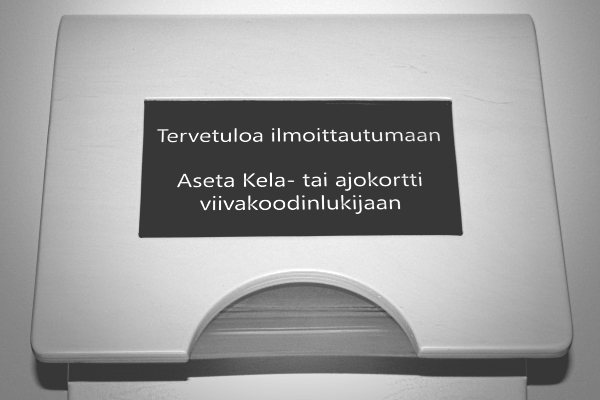 Tervetuloa ilmoittautumaan
Aseta Kela- tai ajokortti
viivakoodinlukijaan